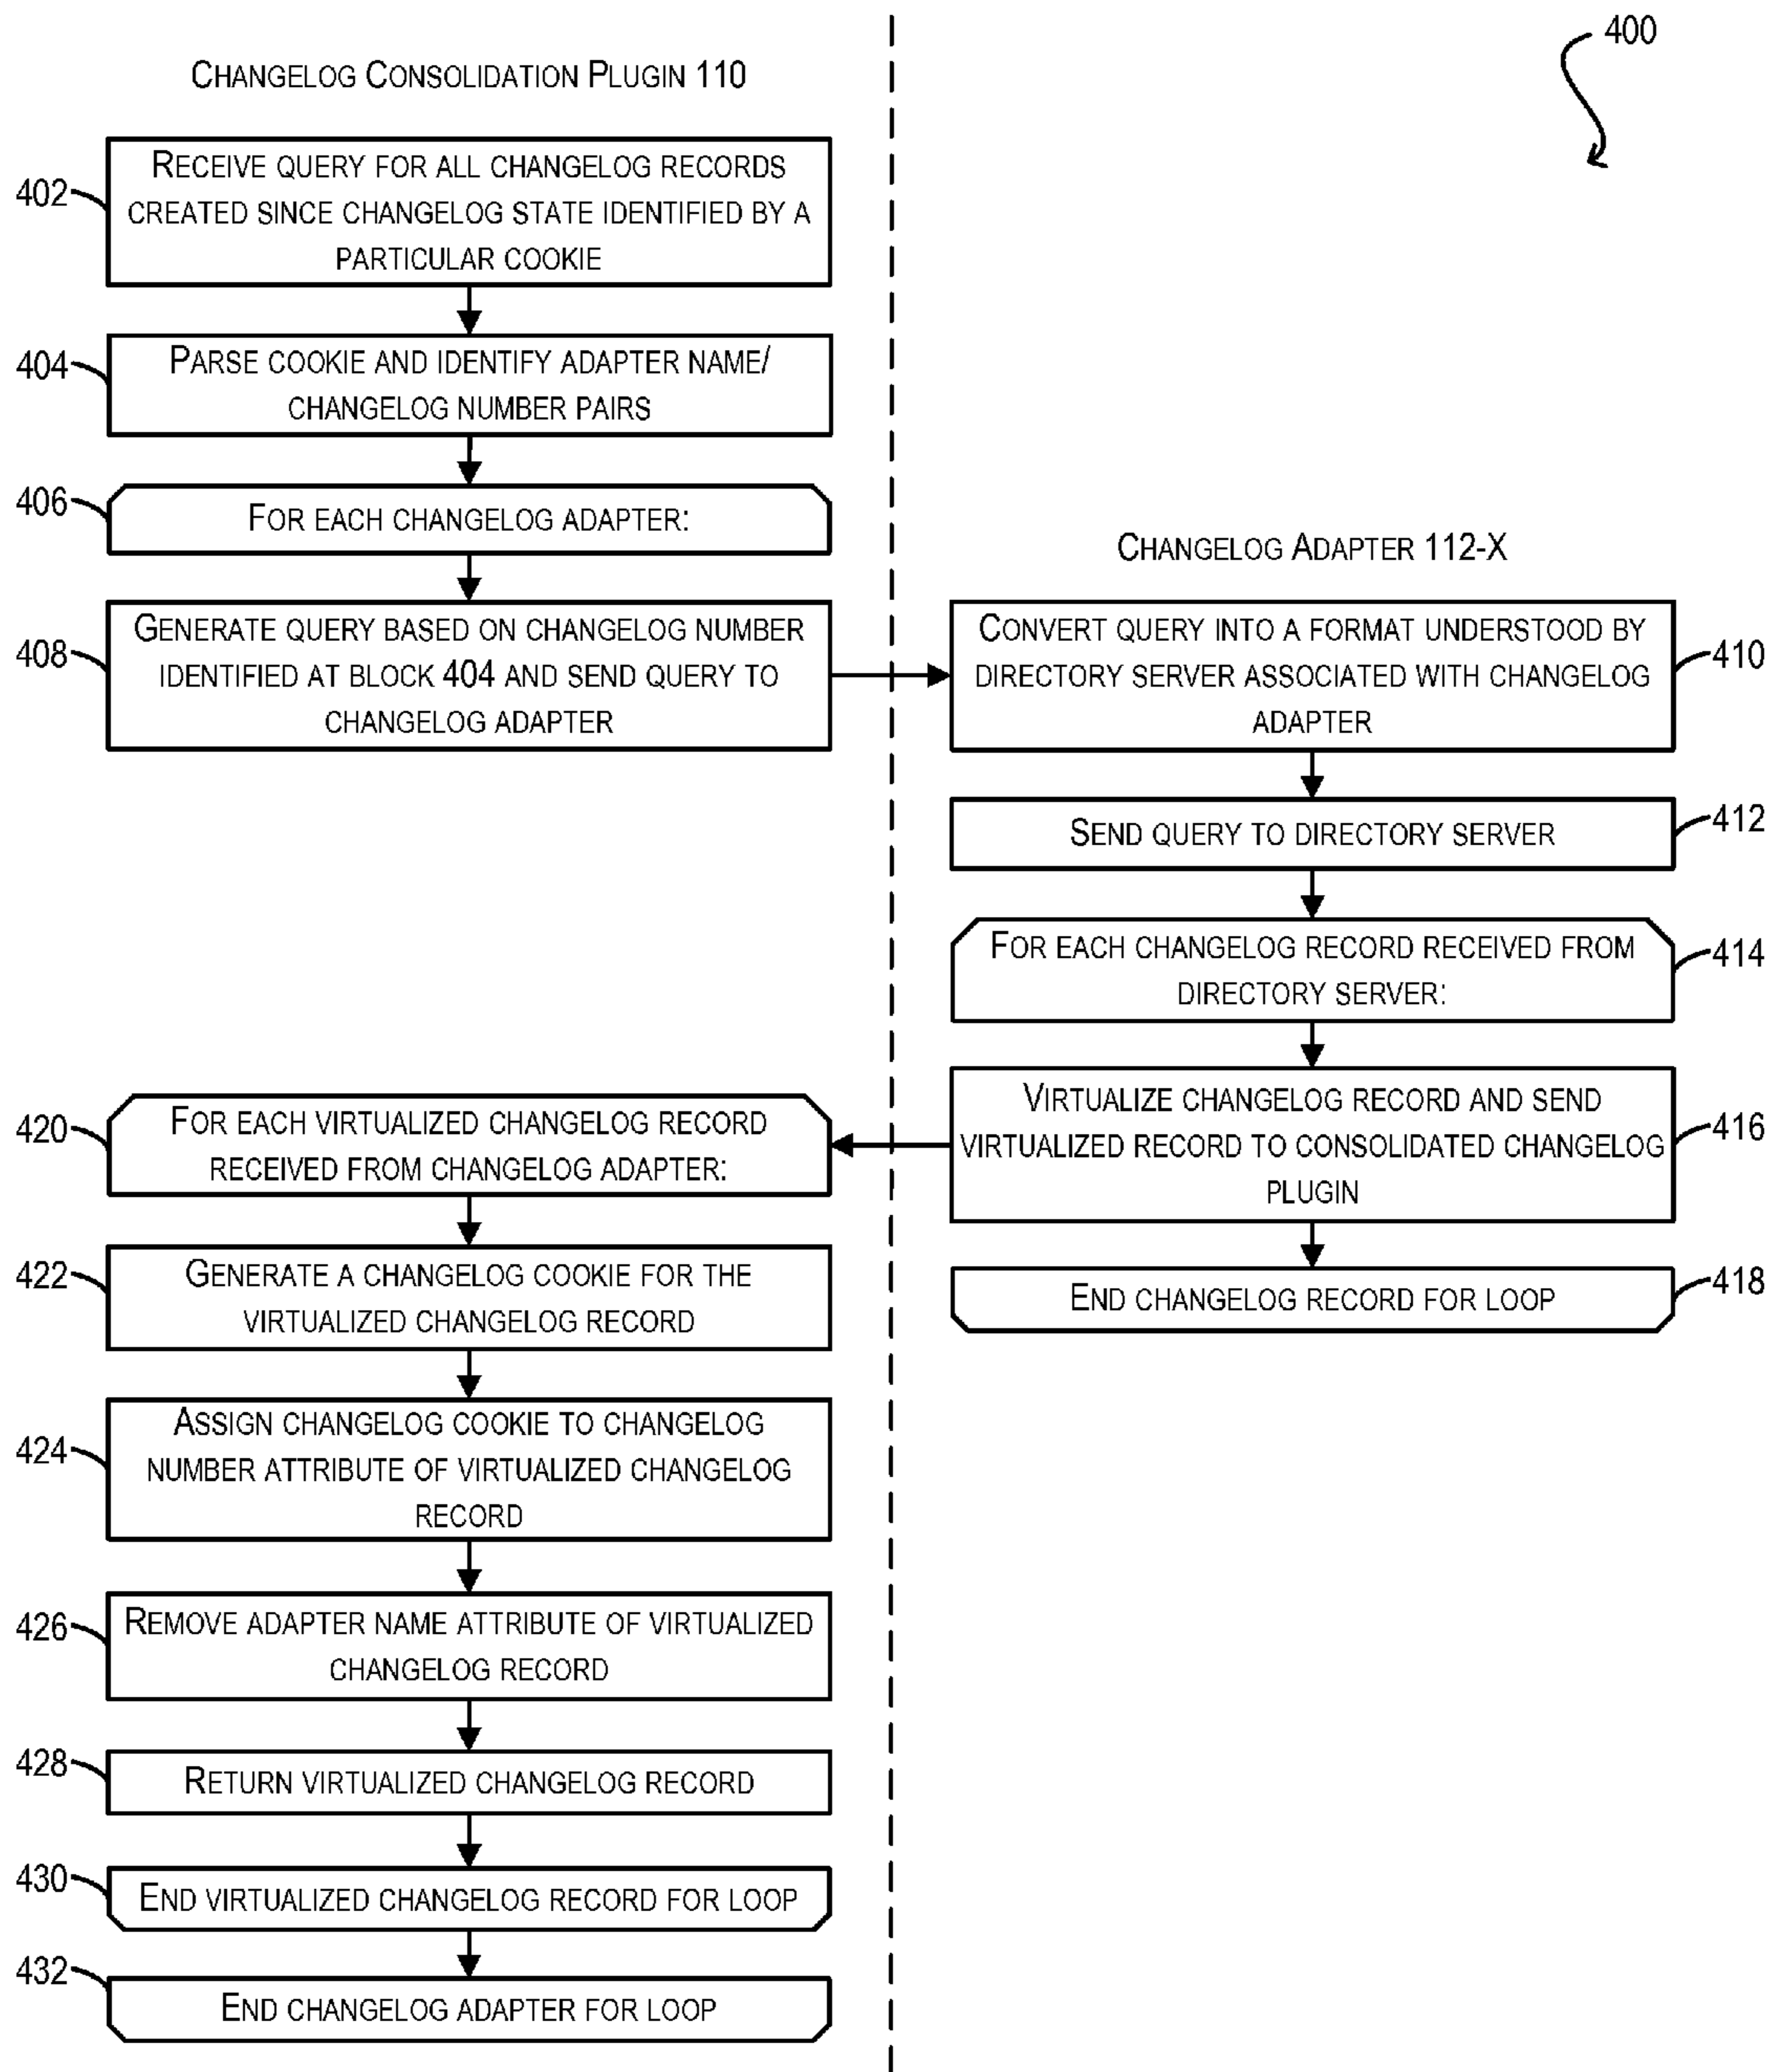 400
CHANGELOG CONSOLIDATION PLUGIN 110
402
RECEIVE QUERY FOR ALL CHANGELOG RECORDS
CREATED SINCE CHANGELOG STATE IDENTIFIED BY A
PARTICULAR COOKIE
404
PARSE COOKIE AND IDENTIFY ADAPTER NAME/
CHANGELOG NUMBER PAIRS
406
FOR EACH CHANGELOG ADAPTER:
408
GENERATE QUERY BASED ON CHANGELOG NUMBER
IDENTIFIED AT BLOCK 404 AND SEND QUERY TO
CHANGELOG ADAPTER
CHANGELOG ADAPTER 112-X
CONVERT QUERY INTO A FORMAT UNDERSTOOD BY
DIRECTORY SERVER ASSOCIATED WITH CHANGELOG
ADAPTER
410
SEND QUERY TO DIRECTORY SERVER
412
FOR EACH CHANGELOG RECORD RECEIVED FROM
DIRECTORY SERVER:
414
VIRTUALIZE CHANGELOG RECORD AND SEND
VIRTUALIZED RECORD TO CONSOLIDATED CHANGELOG
PLUGIN
416
END CHANGELOG RECORD FOR LOOP
418
420
FOR EACH VIRTUALIZED CHANGELOG RECORD
RECEIVED FROM CHANGELOG ADAPTER:
422
GENERATE A CHANGELOG COOKIE FOR THE
VIRTUALIZED CHANGELOG RECORD
424
ASSIGN CHANGELOG COOKIE TO CHANGELOG
NUMBER ATTRIBUTE OF VIRTUALIZED CHANGELOG
RECORD
426
REMOVE ADAPTER NAME ATTRIBUTE OF VIRTUALIZED
CHANGELOG RECORD
428
RETURN VIRTUALIZED CHANGELOG RECORD
430
END VIRTUALIZED CHANGELOG RECORD FOR LOOP
432
END CHANGELOG ADAPTER FOR LOOP